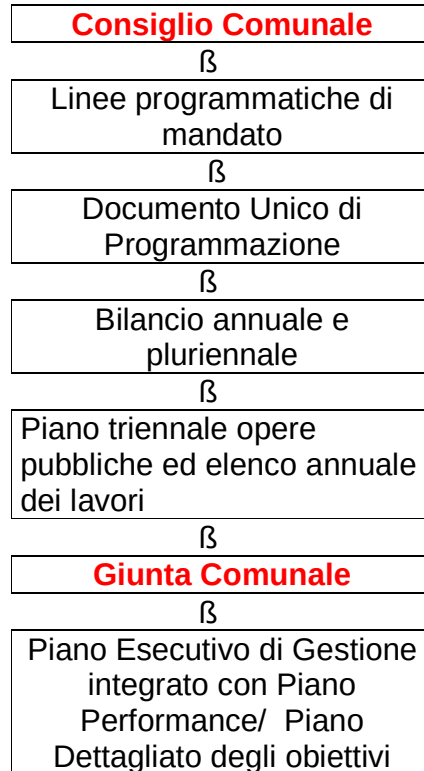 Consiglio Comunale
ß
Linee programmatiche di
mandato
ß
Documento Unico di
Programmazione
ß
Bilancio annuale e
pluriennale
ß
Piano triennale opere
pubbliche ed elenco annuale
dei lavori
ß
Giunta Comunale
ß
Piano Esecutivo di Gestione
integrato con Piano
Performance/ Piano
Dettagliato degli obiettivi